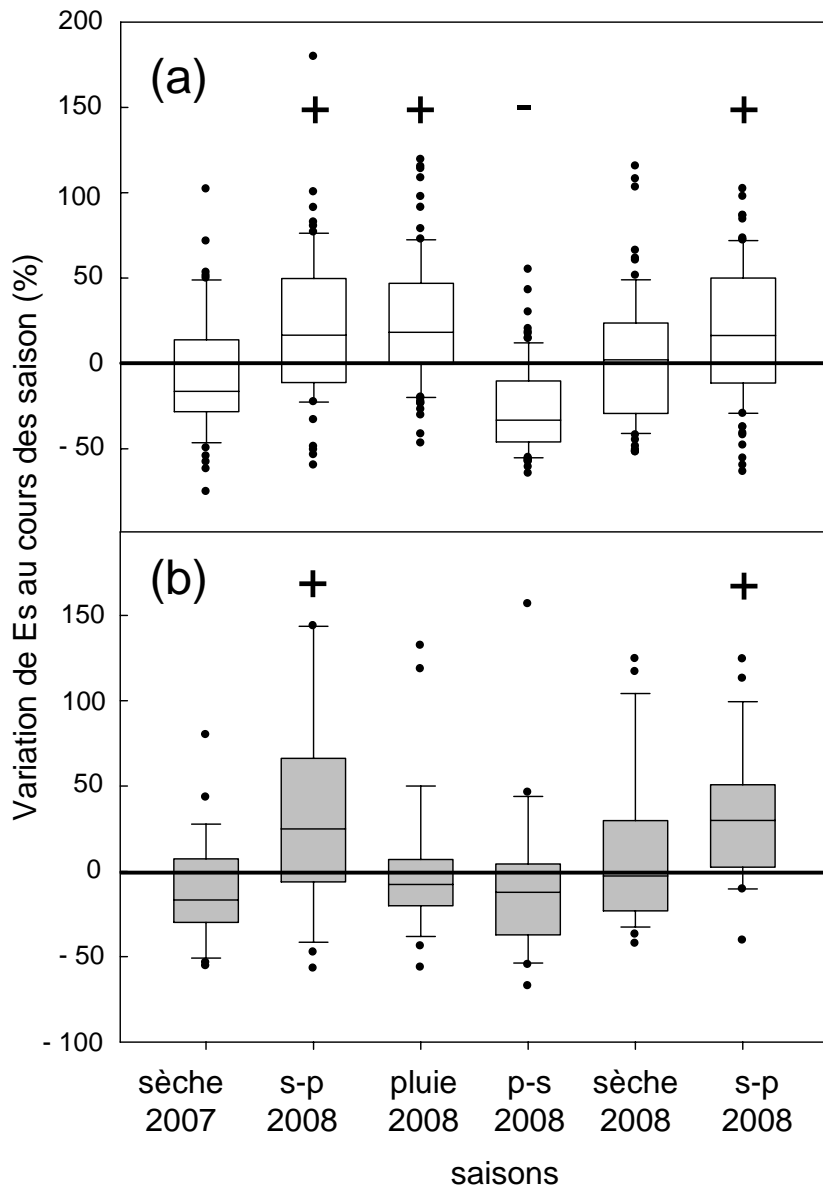 Variation de Es au cours des saison (%)
200
150
100
50
0
- 50
(a)
+ + - +
150
100
50
0
- 50
- 100
(b)
+ +
sèche s-p pluie p-s sèche s-p
2007 2008 2008 2008 2008 2008
saisons